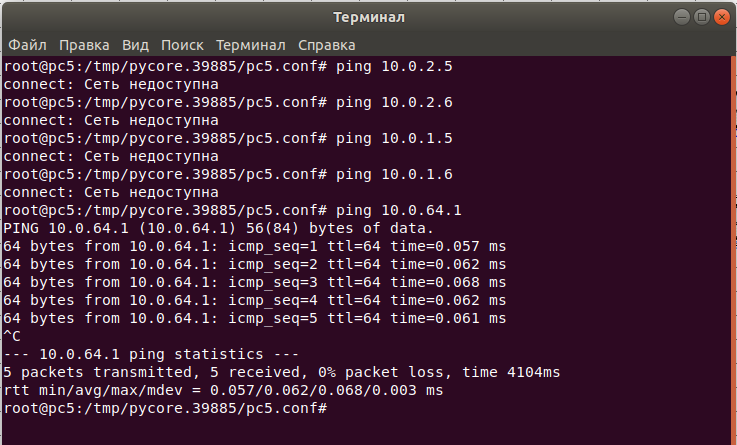 Терминал
Файл Правка Вид Поиск Терминал Справка
root@pc5:/tmp/pycore.39885/pc5.conf# ping 10.0.2.5
connect: Сеть недоступна
root@pc5:/tmp/pycore.39885/pc5.conf# ping 10.0.2.6
connect: Сеть недоступна
root@pc5:/tmp/pycore.39885/pc5.conf# ping 10.0.1.5
connect: Сеть недоступна
root@pc5:/tmp/pycore.39885/pc5.conf# ping 10.0.1.6
connect: Сеть недоступна
root@pc5:/tmp/pycore.39885/pc5.conf# ping 10.0.64.1
PING 10.0.64.1 (10.0.64.1) 56(84) bytes of data.
64 bytes from 10.0.64.1: icmp_seq=1 ttl=64 time=0.057 ms
64 bytes from 10.0.64.1: icmp_seq=2 ttl=64 time=0.062 ms
64 bytes from 10.0.64.1: icmp_seq=3 ttl=64 time=0.068 ms
64 bytes from 10.0.64.1: icmp_seq=4 ttl=64 time=0.062 ms
64 bytes from 10.0.64.1: icmp_seq=5 ttl=64 time=0.061 ms
^C
--- 10.0.64.1 ping statistics ---
5 packets transmitted, 5 received, 0% packet loss, time 4104ms
rtt min/avg/max/mdev = 0.057/0.062/0.068/0.003 ms
root@pc5:/tmp/pycore.39885/pc5.conf#